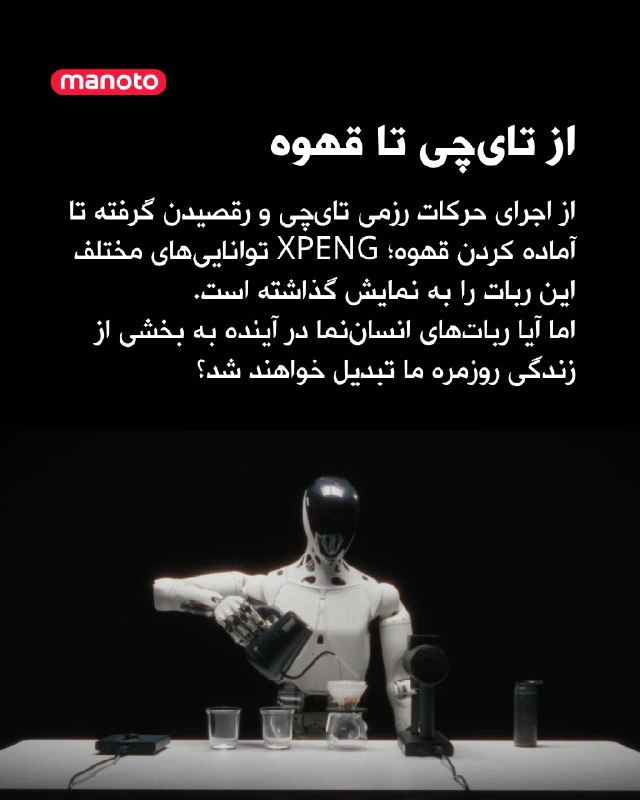 manoto
از تای‌چی تا قهوه
از اجرای حرکات رزمی تای‌چی و رقصیدن گرفته تا
آماده کردن قهوه؛ XPENG توانایی‌های مختلف
این ربات را به نمایش گذاشته است.
اما آیا ربات‌های انسان‌نما در آینده به بخشی از
زندگی روزمره ما تبدیل خواهند شد؟